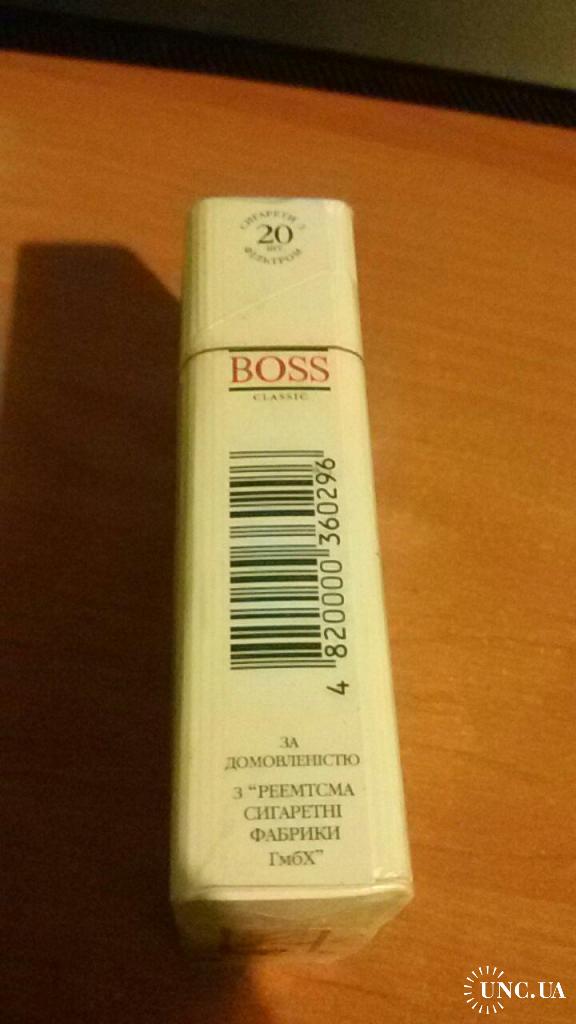 СИГАРЕТИ З
20
ШТ.
ФІЛЬТРОМ
BOSS
CLASSIC
4 820000 360296
ЗА
ДОМОВЛЕНІСТЮ
З “РЕЕМТСМА
СИГАРЕТНІ
ФАБРИКИ
ГмбХ”
UNC.UA